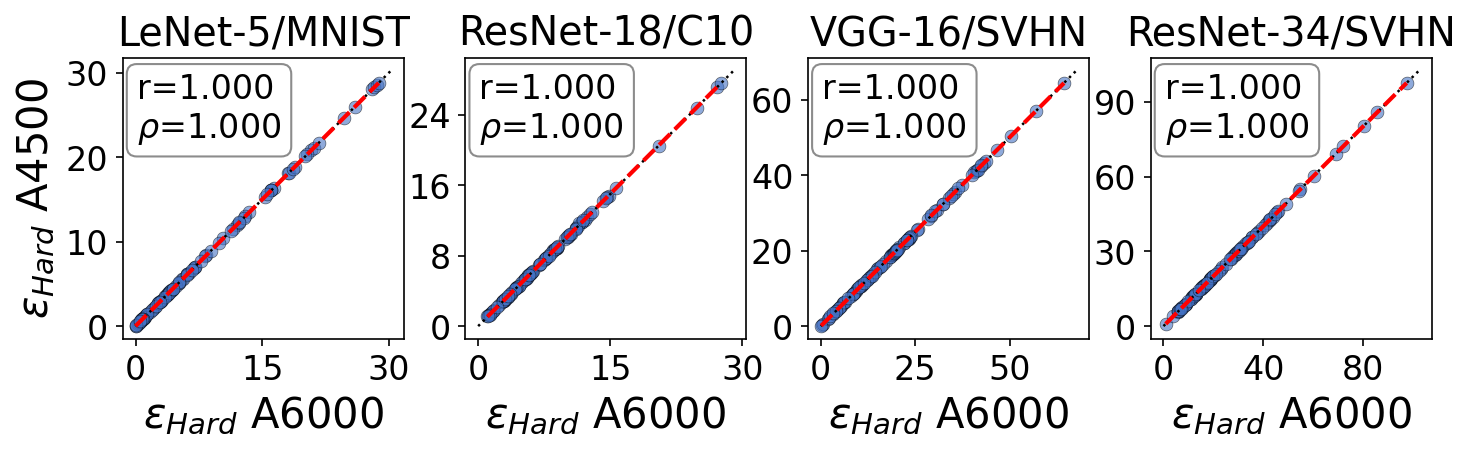 LeNet-5/MNIST
r=1.000
ρ=1.000
30
20
10
0
0 15 30
ε_Hard A4500
ε_Hard A6000
ResNet-18/C10
r=1.000
ρ=1.000
24
16
8
0
0 15 30
ε_Hard A6000
VGG-16/SVHN
r=1.000
ρ=1.000
60
40
20
0
0 25 50
ε_Hard A6000
ResNet-34/SVHN
r=1.000
ρ=1.000
90
60
30
0
0 40 80
ε_Hard A6000